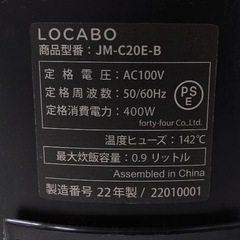 LOCABO
商品型番：JM-C20E-B
定格電圧：AC100V
定格周波数：50/60Hz
定格消費電力：400W
PSE
forty-four Co.,Ltd.
温度ヒューズ：142℃
最大炊飯容量：0.9 リットル
Assembled in China
製造番号 22年製 / 22010001